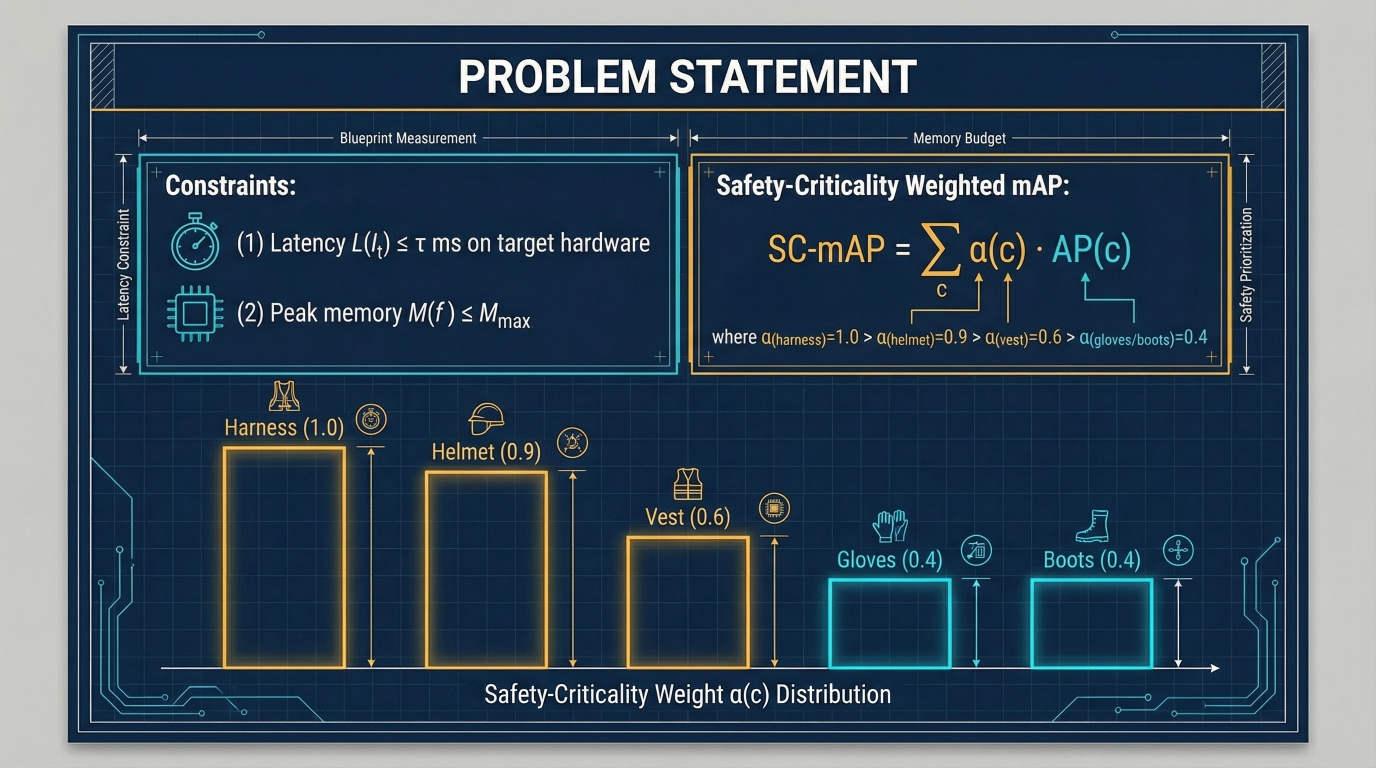 PROBLEM STATEMENT
Blueprint Measurement
Memory Budget
Latency Constraint
Constraints:
(1) Latency L(Iₜ) ≤ τ ms on target hardware
(2) Peak memory M(f) ≤ Mmax
Safety-Criticality Weighted mAP:
SC-mAP = ∑ α(c) · AP(c)
c
where α(harness)=1.0 > α(helmet)=0.9 > α(vest)=0.6 > α(gloves/boots)=0.4
Safety Prioritization
Harness (1.0)
Helmet (0.9)
Vest (0.6)
Gloves (0.4)
Boots (0.4)
Safety-Criticality Weight α(c) Distribution